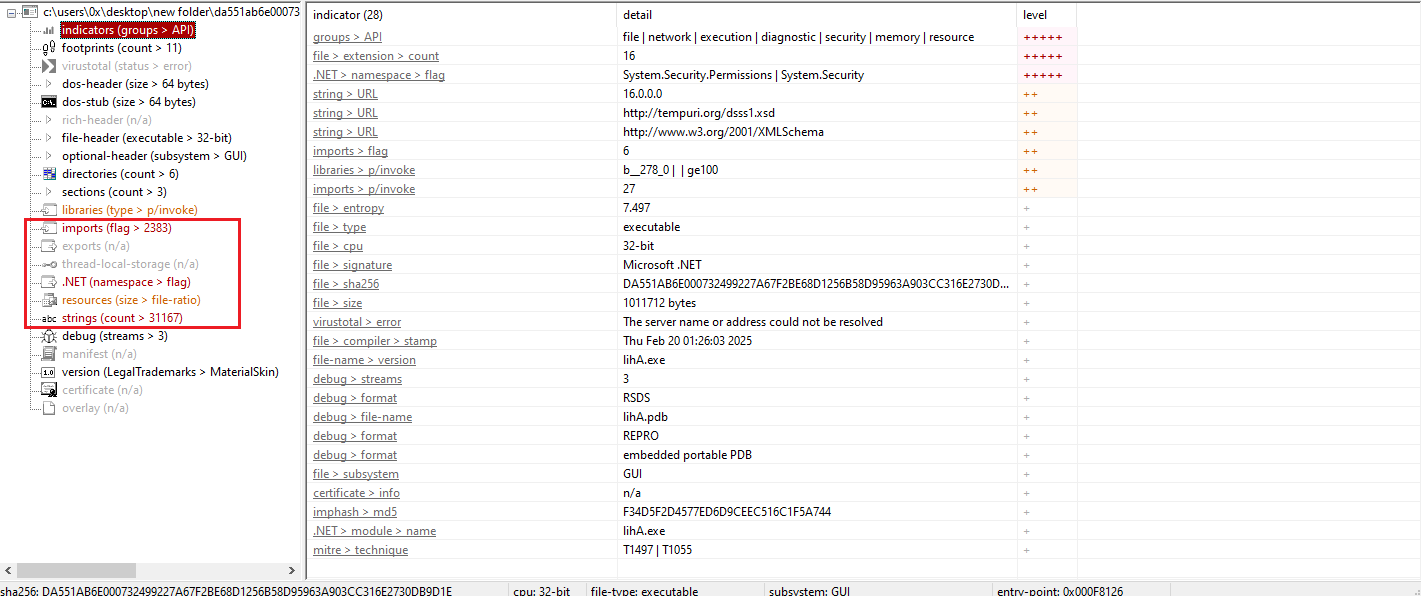 c:\users\0x\desktop\new folder\da551ab6e00073
indicators (groups > API)
footprints (count > 11)
virustotal (status > error)
dos-header (size > 64 bytes)
dos-stub (size > 64 bytes)
rich-header (n/a)
file-header (executable > 32-bit)
optional-header (subsystem > GUI)
directories (count > 6)
sections (count > 3)
libraries (type > p/invoke)
imports (flag > 2383)
exports (n/a)
thread-local-storage (n/a)
.NET (namespace > flag)
resources (size > file-ratio)
abc strings (count > 31167)
debug (streams > 3)
manifest (n/a)
1.0 version (LegalTrademarks > MaterialSkin)
certificate (n/a)
overlay (n/a)
indicator (28) detail level
groups > API file | network | execution | diagnostic | security | memory | resource +++++
file > extension > count 16 +++++
.NET > namespace > flag System.Security.Permissions | System.Security +++++
string > URL 16.0.0.0 ++
string > URL http://tempuri.org/dsss1.xsd ++
string > URL http://www.w3.org/2001/XMLSchema ++
imports > flag 6 ++
libraries > p/invoke b__278_0 | | ge100 ++
imports > p/invoke 27 ++
file > entropy 7.497 +
file > type executable +
file > cpu 32-bit +
file > signature Microsoft .NET +
file > sha256 DA551AB6E000732499227A67F2BE68D1256B58D95963A903CC316E2730D... +
file > size 1011712 bytes +
virustotal > error The server name or address could not be resolved +
file > compiler > stamp Thu Feb 20 01:26:03 2025 +
file-name > version lihA.exe +
debug > streams 3 +
debug > format RSDS +
debug > file-name lihA.pdb +
debug > format REPRO +
debug > format embedded portable PDB +
file > subsystem GUI +
certificate > info n/a +
imphash > md5 F34D5F2D4577ED6D9CEEC516C1F5A744 +
.NET > module > name lihA.exe +
mitre > technique T1497 | T1055 +
sha256: DA551AB6E000732499227A67F2BE68D1256B58D95963A903CC316E2730DB9D1E cpu: 32-bit file-type: executable subsystem: GUI entry-point: 0x000F8126